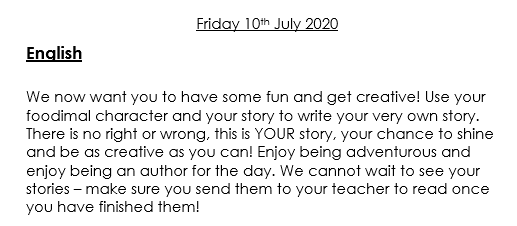 Friday 10th July 2020
English
We now want you to have some fun and get creative! Use your
foodimal character and your story to write your very own story.
There is no right or wrong, this is YOUR story, your chance to shine
and be as creative as you can! Enjoy being adventurous and
enjoy being an author for the day. We cannot wait to see your
stories – make sure you send them to your teacher to read once
you have finished them!